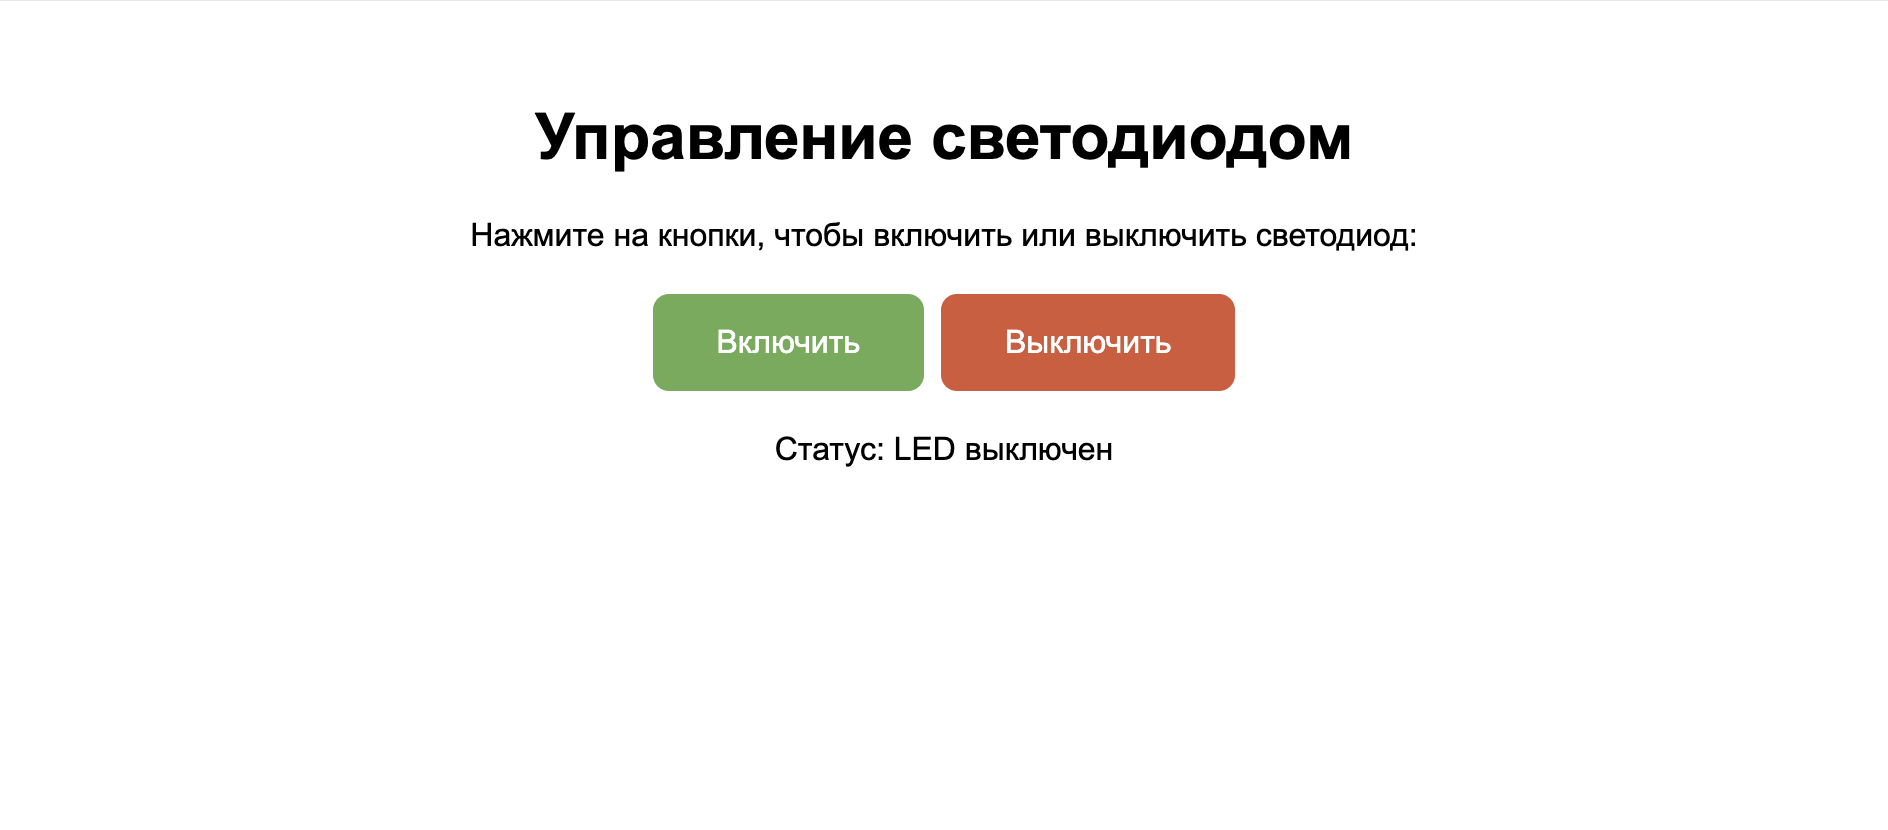 Управление светодиодом
Нажмите на кнопки, чтобы включить или выключить светодиод:
Включить Выключить
Статус: LED выключен